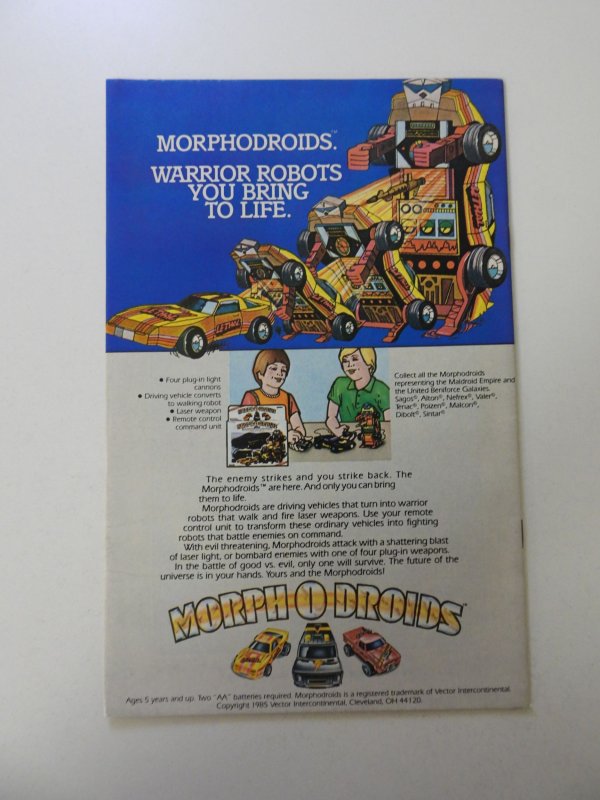 MORPHODROIDS.™
WARRIOR ROBOTS
YOU BRING
TO LIFE.
LETHOL
• Four plug-in light
cannons
• Driving vehicle converts
to walking robot
• Laser weapon
• Remote control
command unit
Collect all the Morphodroids
representing the Maldroid Empire and
the United Beniforce Galaxies.
Sagos®, Alton®, Nefrex®, Valer®,
Teriac®, Poizen®, Malcon®,
Dibolt®, Sintar®
The enemy strikes and you strike back. The
Morphodroids™ are here. And only you can bring
them to life.
Morphodroids are driving vehicles that turn into warrior
robots that walk and fire laser weapons. Use your remote
control unit to transform these ordinary vehicles into fighting
robots that battle enemies on command.
With evil threatening, Morphodroids attack with a shattering blast
of laser light, or bombard enemies with one of four plug-in weapons.
In the battle of good vs. evil, only one will survive. The future of the
universe is in your hands. Yours and the Morphodroids!
MORPH O DROIDS™
Ages 5 years and up. Two "AA" batteries required. Morphodroids is a registered trademark of Vector Intercontinental.
Copyright 1985 Vector Intercontinental, Cleveland, OH 44120.